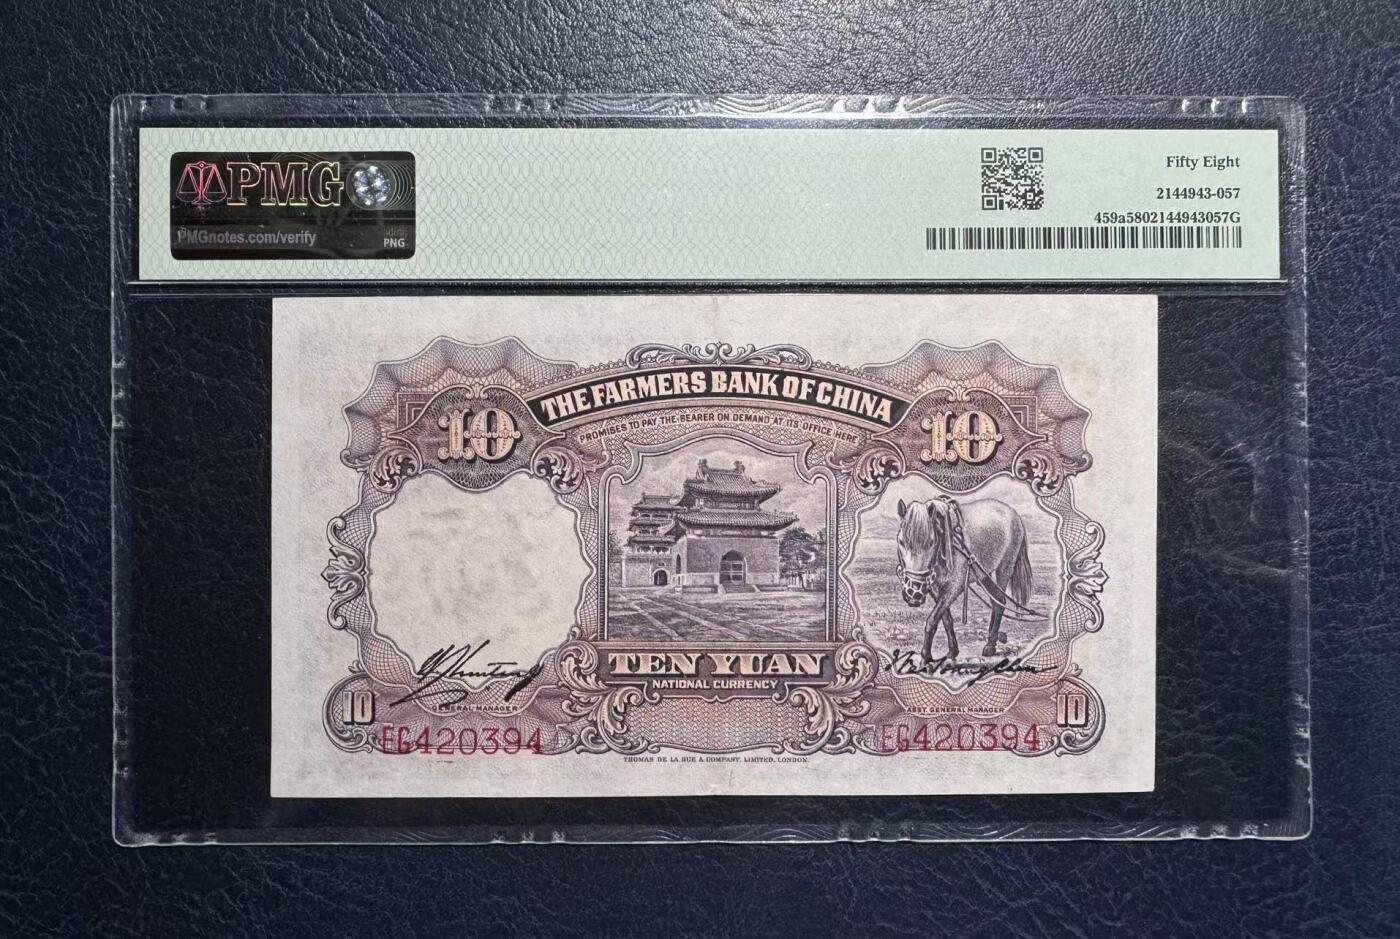 PMG
PMGnotes.com/verify
PNG
Fifty Eight
2144943-057
459a5802144943057G
THE FARMERS BANK OF CHINA
PROMISES TO PAY THE BEARER ON DEMAND AT ITS OFFICE HERE
10
10
TEN YUAN
NATIONAL CURRENCY
GENERAL MANAGER
ASST. GENERAL MANAGER
10
10
EG420394
EG420394
THOMAS DE LA RUE & COMPANY, LIMITED, LONDON.